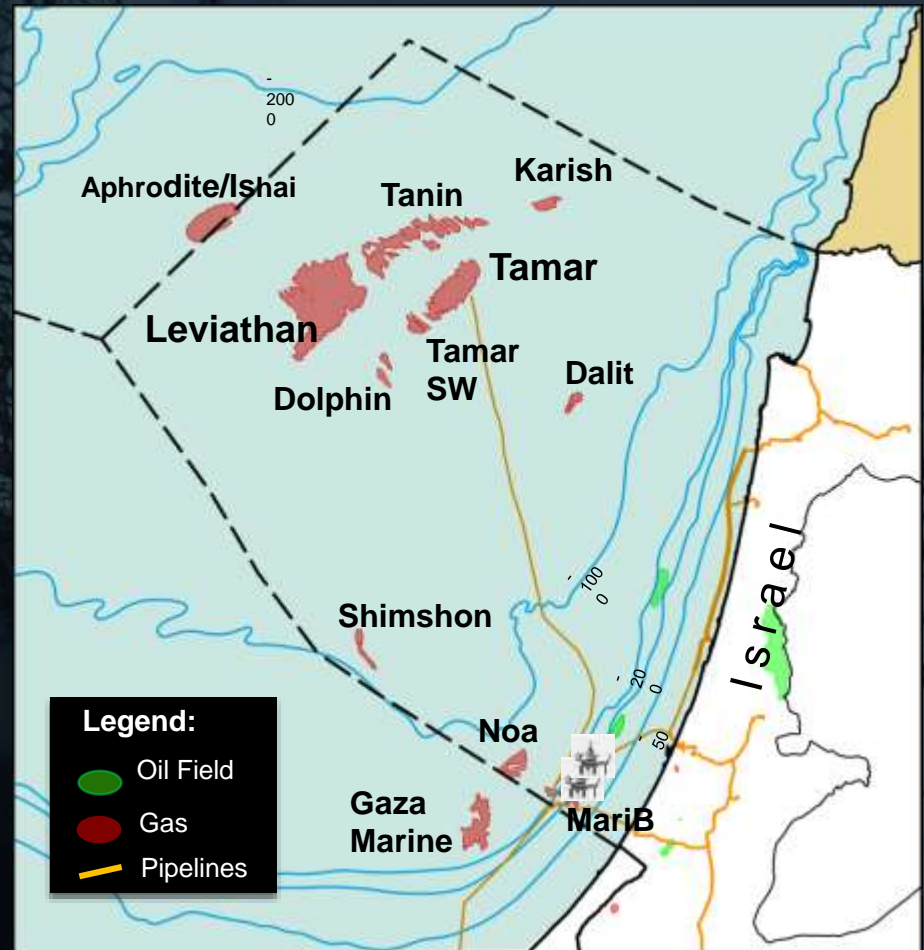 -
200
0
Aphrodite/Ishai
Tanin
Karish
Tamar
Leviathan
Tamar
SW
Dolphin
Dalit
-
100
0
Israel
Shimshon
-
20
0
Noa
-
50
Gaza
Marine
MariB
Legend:
Oil Field
Gas
Pipelines